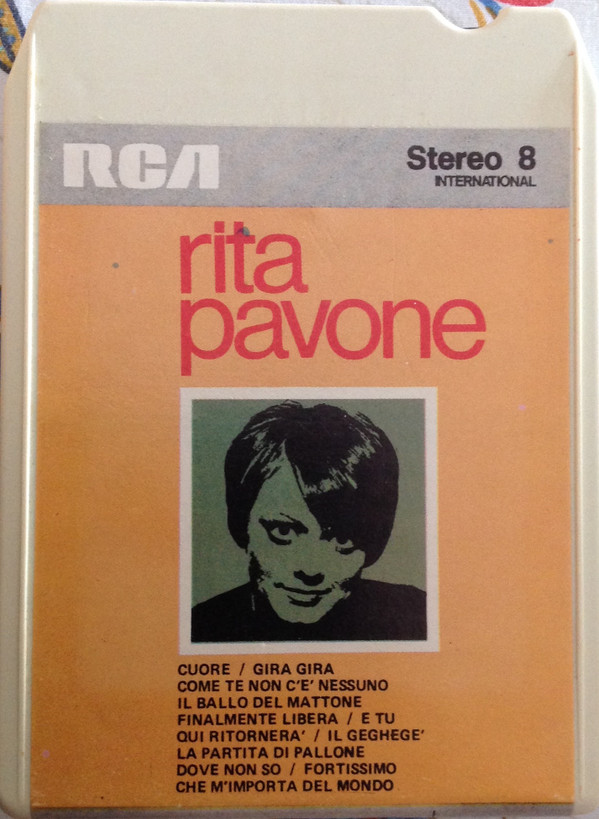 RCA
Stereo 8
INTERNATIONAL
rita
pavone
CUORE / GIRA GIRA
COME TE NON C'E' NESSUNO
IL BALLO DEL MATTONE
FINALMENTE LIBERA / E TU
QUI RITORNERA' / IL GEGHEGE'
LA PARTITA DI PALLONE
DOVE NON SO / FORTISSIMO
CHE M'IMPORTA DEL MONDO